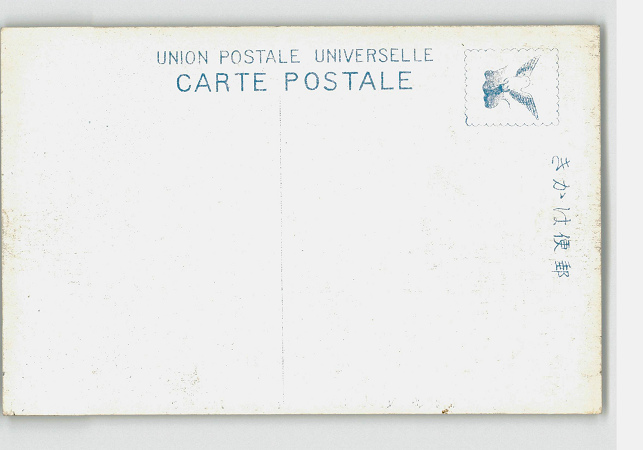 UNION POSTALE UNIVERSELLE
CARTE POSTALE
きかは便郵